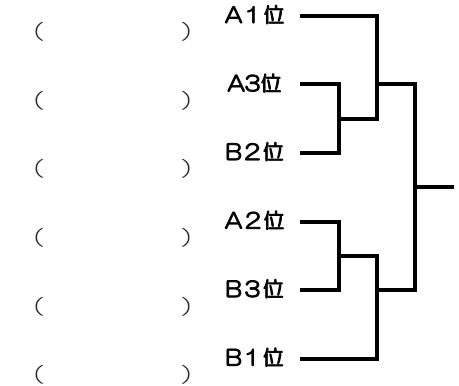 ( ) A1位
( ) A3位
( ) B2位
( ) A2位
( ) B3位
( ) B1位